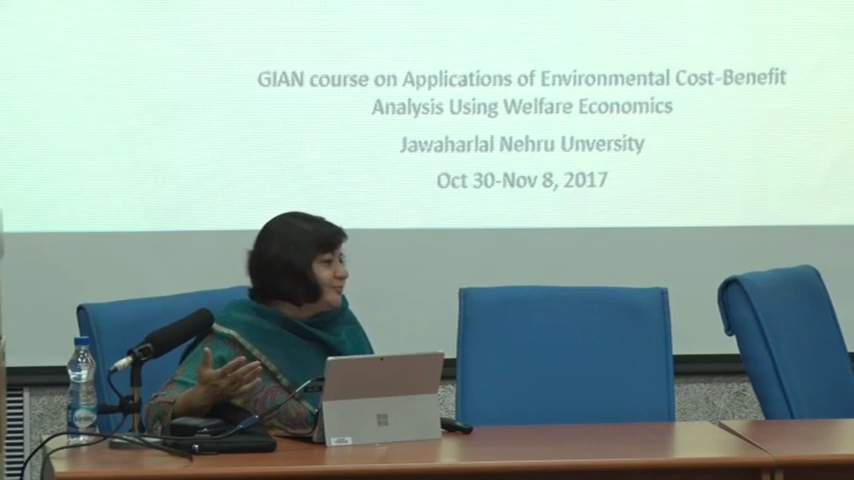 GIAN course on Applications of Environmental Cost-Benefit
Analysis Using Welfare Economics
Jawaharlal Nehru Unversity
Oct 30-Nov 8, 2017